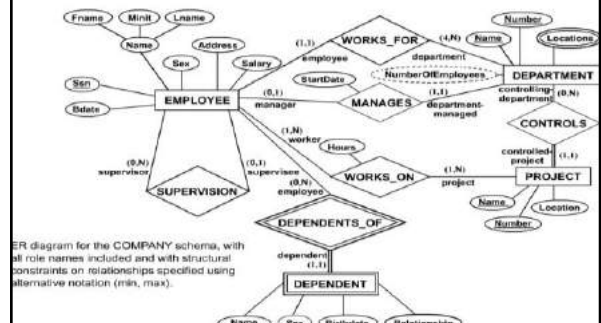 Fname Minit Lname
Number
Name
Address
WORKS_FOR
(1,1)
employee
(4,N)
department
Name
Locations
Sex
Salary
Ssn
Bdate
EMPLOYEE
StartDate
NumberOfEmployees
DEPARTMENT
(0,1)
manager
MANAGES
(1,1)
department-
managed
controlling-
department
(0,N)
CONTROLS
(1,N)
worker
Hours
controlled-
project
(1,1)
(0,N)
supervisor
(0,1)
supervisee
SUPERVISION
(0,N)
employee
WORKS_ON
(1,N)
project
PROJECT
Name
Number
Location
DEPENDENTS_OF
ER diagram for the COMPANY schema, with
all role names included and with structural
constraints on relationships specified using
alternative notation (min, max).
dependent
(1,1)
DEPENDENT
Name Sex Birthdate Relationship